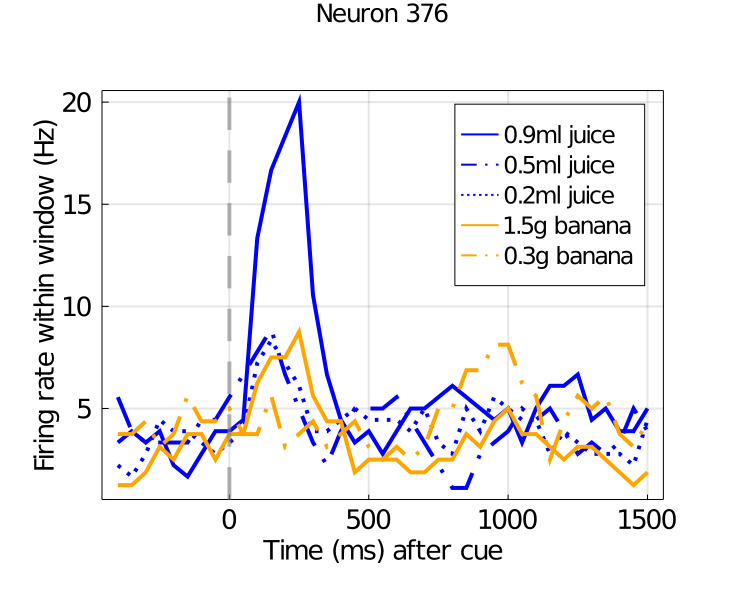 Neuron 376
Firing rate within window (Hz)
20
15
10
5
0.9ml juice
0.5ml juice
0.2ml juice
1.5g banana
0.3g banana
0 500 1000 1500
Time (ms) after cue